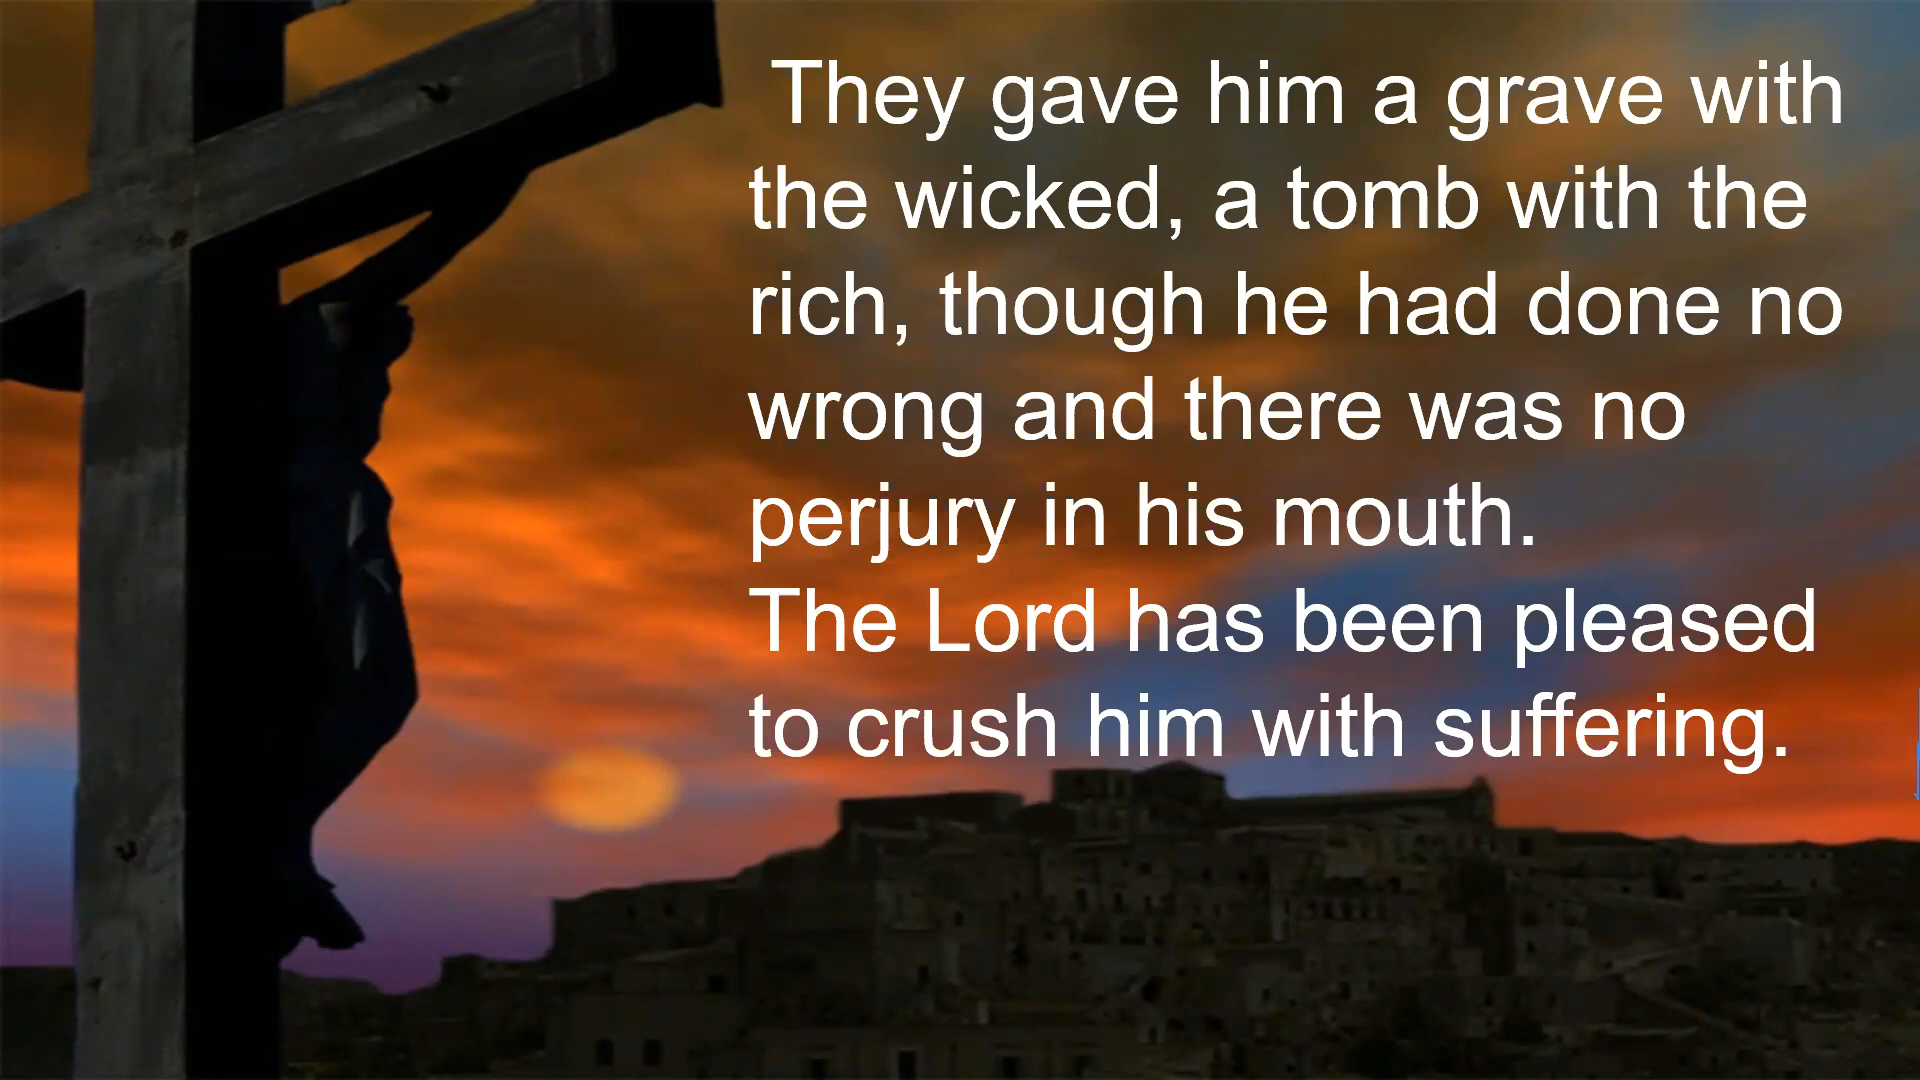 They gave him a grave with
the wicked, a tomb with the
rich, though he had done no
wrong and there was no
perjury in his mouth.
The Lord has been pleased
to crush him with suffering.